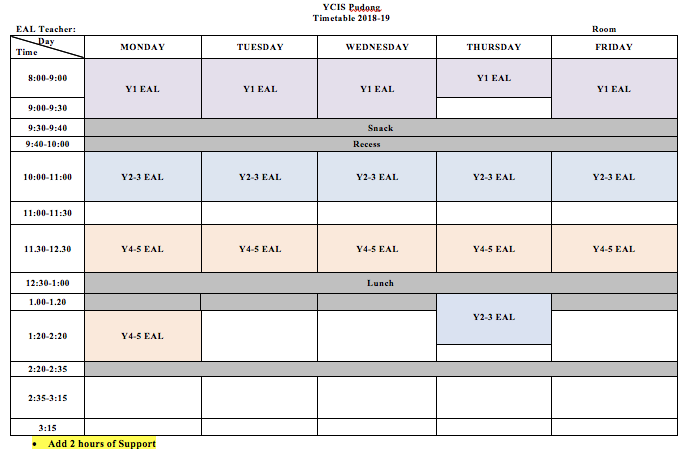 YCIS Pudong
Timetable 2018-19
EAL Teacher: Room
Day
Time
MONDAY TUESDAY WEDNESDAY THURSDAY FRIDAY
8:00-9:00 Y1 EAL Y1 EAL Y1 EAL Y1 EAL Y1 EAL
9:00-9:30
9:30-9:40 Snack
9:40-10:00 Recess
10:00-11:00 Y2-3 EAL Y2-3 EAL Y2-3 EAL Y2-3 EAL Y2-3 EAL
11:00-11:30
11.30-12.30 Y4-5 EAL Y4-5 EAL Y4-5 EAL Y4-5 EAL Y4-5 EAL
12:30-1:00 Lunch
1.00-1.20 Y2-3 EAL
1:20-2:20 Y4-5 EAL
2:20-2:35
2:35-3:15
3:15
• Add 2 hours of Support